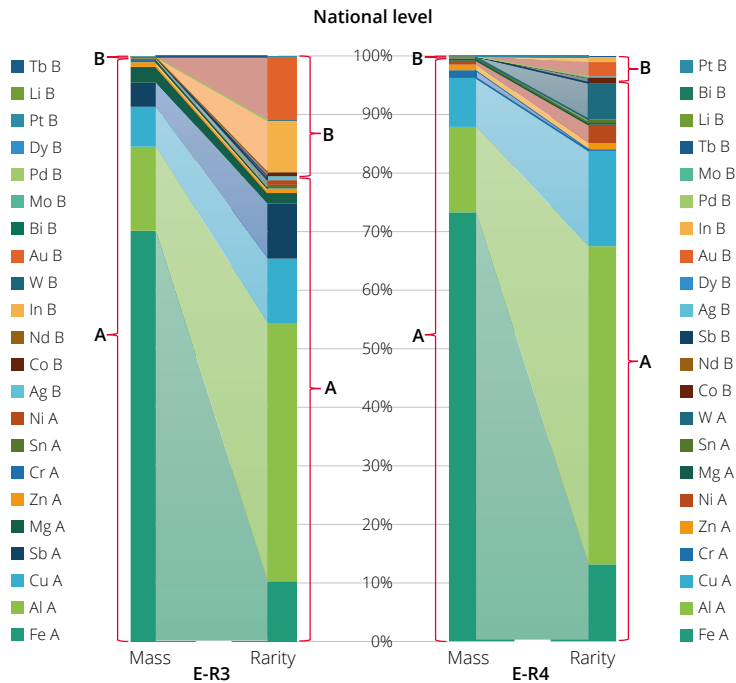 National level
Tb B
Li B
Pt B
Dy B
Pd B
Mo B
Bi B
Au B
W B
In B
Nd B
Co B
Ag B
Ni A
Sn A
Cr A
Zn A
Mg A
Sb A
Cu A
Al A
Fe A
B
A
B
A
Mass
Rarity
E-R3
100%
90%
80%
70%
60%
50%
40%
30%
20%
10%
0%
B
A
B
A
Mass
Rarity
E-R4
Pt B
Bi B
Li B
Tb B
Mo B
Pd B
In B
Au B
Dy B
Ag B
Sb B
Nd B
Co B
W A
Sn A
Mg A
Ni A
Zn A
Cr A
Cu A
Al A
Fe A